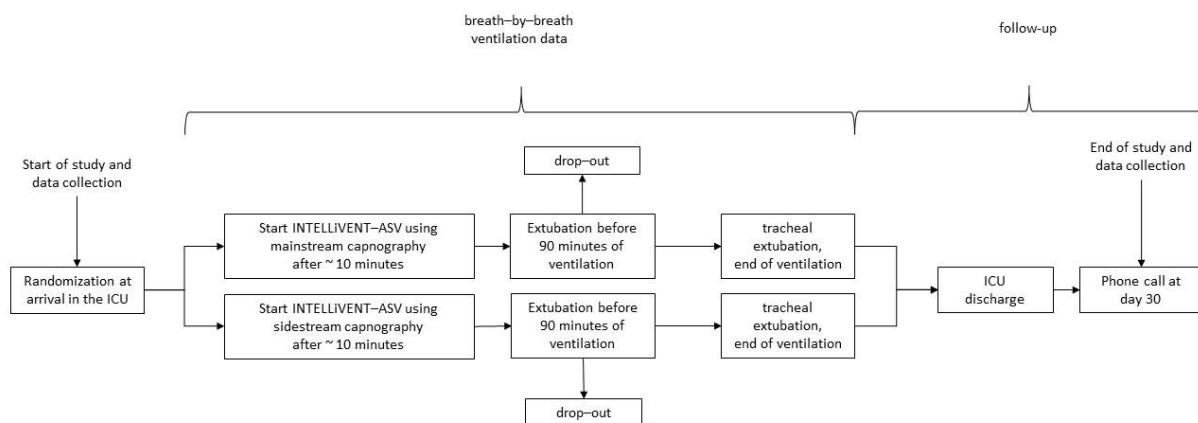 breath–by–breath
ventilation data
follow-up
Start of study and
data collection
End of study and
data collection
drop–out
Start INTELLiVENT–ASV using
mainstream capnography
after ~ 10 minutes
Extubation before
90 minutes of
ventilation
tracheal
extubation,
end of ventilation
Randomization at
arrival in the ICU
ICU
discharge
Phone call at
day 30
Start INTELLiVENT–ASV using
sidestream capnography
after ~ 10 minutes
Extubation before
90 minutes of
ventilation
tracheal
extubation,
end of ventilation
drop–out